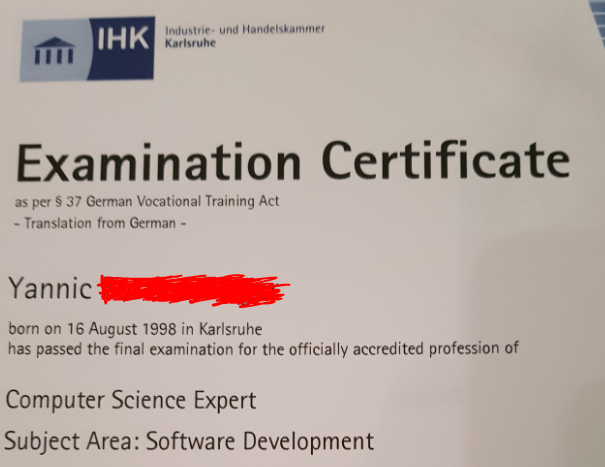 IHK
Industrie- und Handelskammer
Karlsruhe
Examination Certificate
as per § 37 German Vocational Training Act
- Translation from German -
Yannic
born on 16 August 1998 in Karlsruhe
has passed the final examination for the officially accredited profession of
Computer Science Expert
Subject Area: Software Development